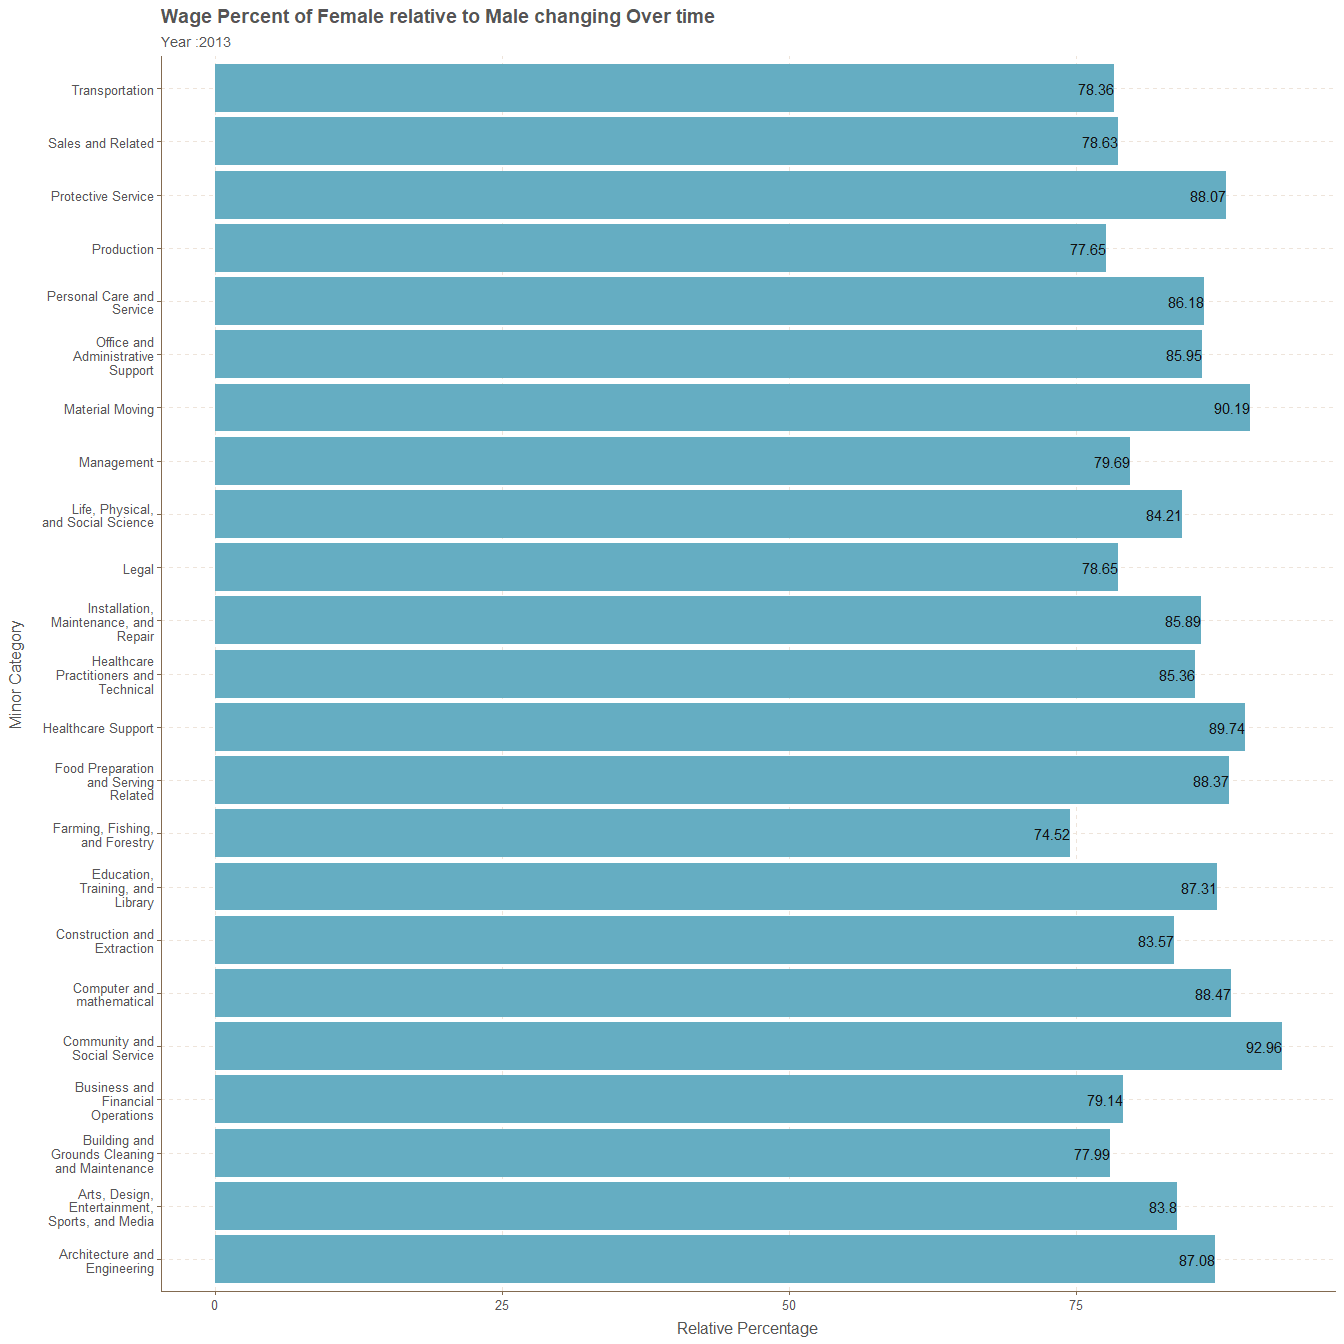 Wage Percent of Female relative to Male changing Over time
Year :2013
Transportation
78.36
Sales and Related
78.63
Protective Service
88.07
Production
77.65
Personal Care and
Service
86.18
Office and
Administrative
Support
85.95
Material Moving
90.19
Management
79.69
Life, Physical,
and Social Science
84.21
Legal
78.65
Installation,
Maintenance, and
Repair
85.89
Healthcare
Practitioners and
Technical
85.36
Healthcare Support
89.74
Food Preparation
and Serving
Related
88.37
Farming, Fishing,
and Forestry
74.52
Education,
Training, and
Library
87.31
Construction and
Extraction
83.57
Computer and
mathematical
88.47
Community and
Social Service
92.96
Business and
Financial
Operations
79.14
Building and
Grounds Cleaning
and Maintenance
77.99
Arts, Design,
Entertainment,
Sports, and Media
83.8
Architecture and
Engineering
87.08
Minor Category
0
25
50
75
Relative Percentage